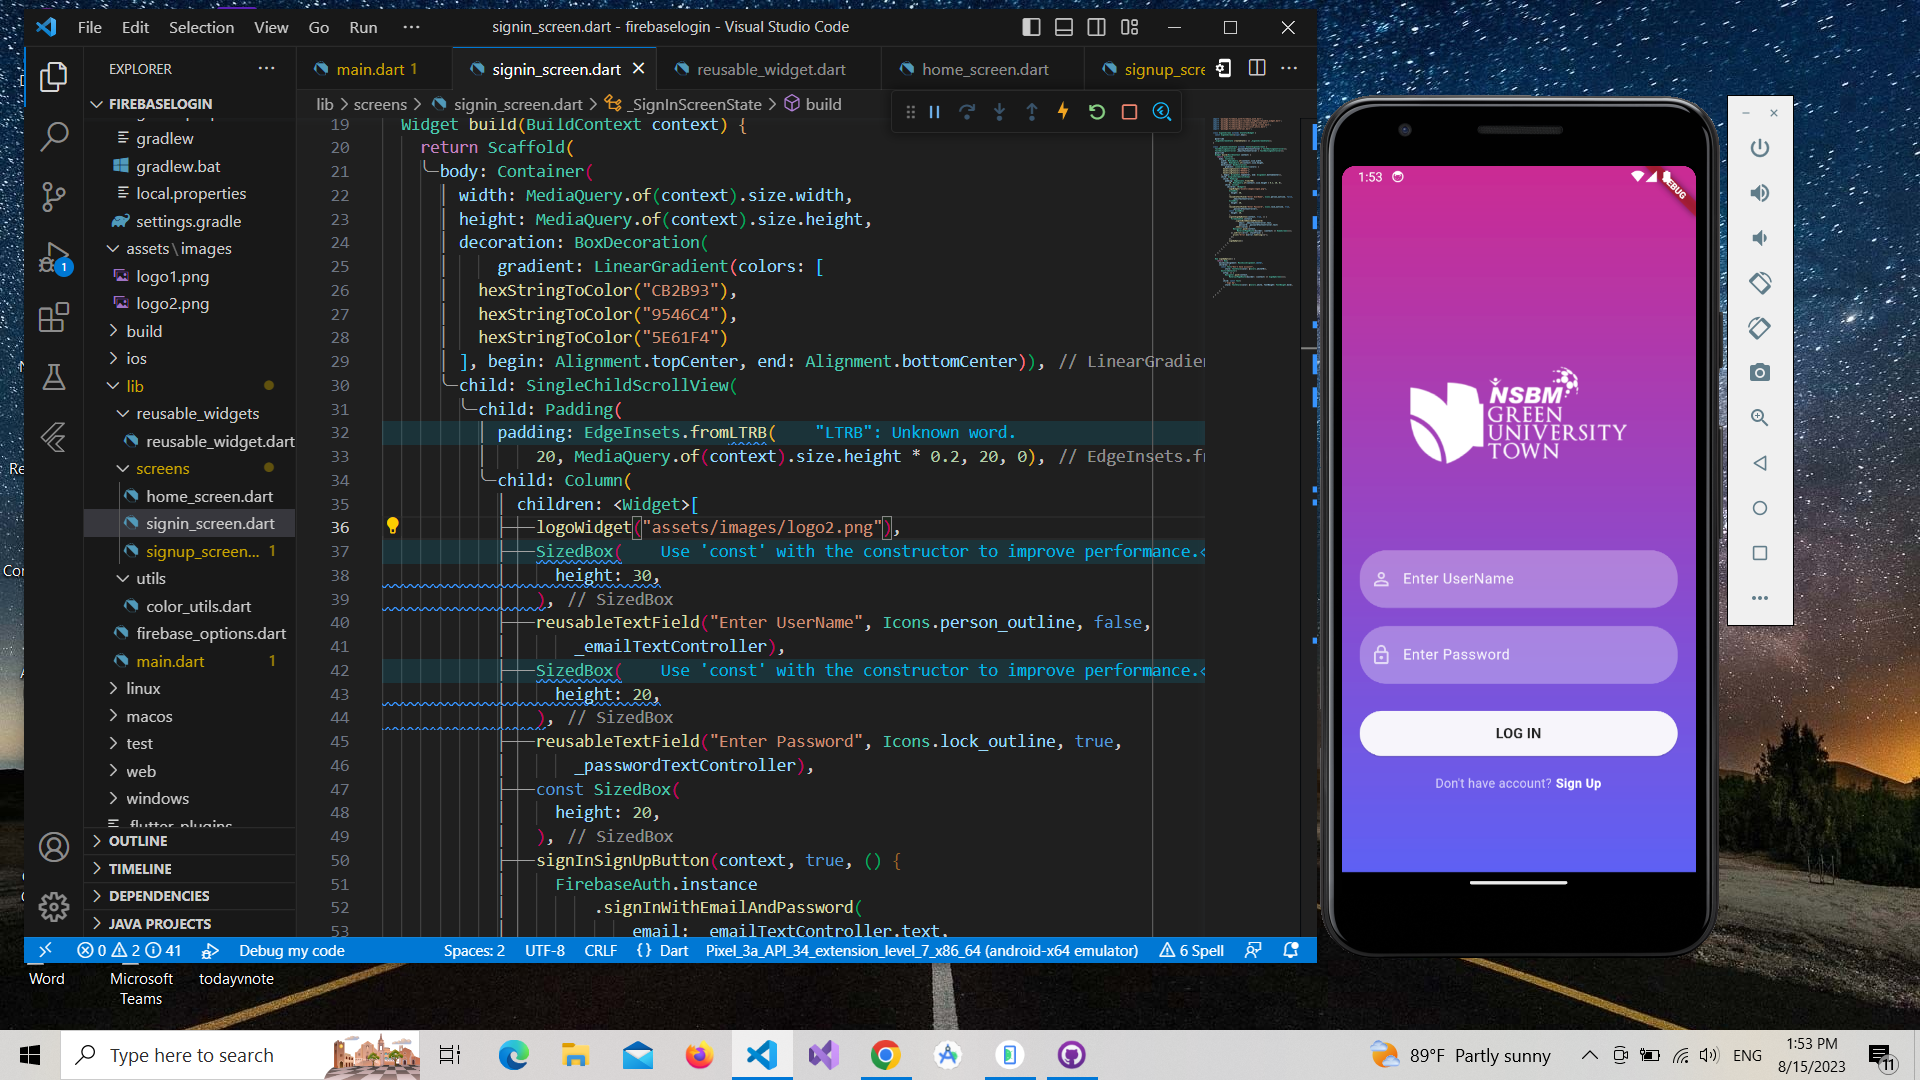 File Edit Selection View Go Run ···
signin_screen.dart - firebaselogin - Visual Studio Code
EXPLORER
main.dart 1
signin_screen.dart
reusable_widget.dart
home_screen.dart
signup_scre
lib > screens > signin_screen.dart > _SignInScreenState > build
FIREBASELOGIN
gradlew
gradlew.bat
local.properties
settings.gradle
assets\images
logo1.png
logo2.png
build
ios
lib
reusable_widgets
reusable_widget.dart
screens
home_screen.dart
signin_screen.dart
signup_screen... 1
utils
color_utils.dart
firebase_options.dart
main.dart 1
linux
macos
test
web
windows
OUTLINE
TIMELINE
DEPENDENCIES
JAVA PROJECTS
1
19 Widget build(BuildContext context) {
20 return Scaffold(
21 body: Container(
22 width: MediaQuery.of(context).size.width,
23 height: MediaQuery.of(context).size.height,
24 decoration: BoxDecoration(
25 gradient: LinearGradient(colors: [
26 hexStringToColor("CB2B93"),
27 hexStringToColor("9546C4"),
28 hexStringToColor("5E61F4")
29 ], begin: Alignment.topCenter, end: Alignment.bottomCenter)), // LinearGradien
30 child: SingleChildScrollView(
31 child: Padding(
32 padding: EdgeInsets.fromLTRB( "LTRB": Unknown word.
33 20, MediaQuery.of(context).size.height * 0.2, 20, 0), // EdgeInsets.f
34 child: Column(
35 children: <Widget>[
36 logoWidget("assets/images/logo2.png"),
37 SizedBox( Use 'const' with the constructor to improve performance.
38 height: 30,
39 ), // SizedBox
40 reusableTextField("Enter UserName", Icons.person_outline, false,
41 _emailTextController),
42 SizedBox( Use 'const' with the constructor to improve performance.
43 height: 20,
44 ), // SizedBox
45 reusableTextField("Enter Password", Icons.lock_outline, true,
46 _passwordTextController),
47 const SizedBox(
48 height: 20,
49 ), // SizedBox
50 signInSignUpButton(context, true, () {
51 FirebaseAuth.instance
52 .signInWithEmailAndPassword(
53 email: _emailTextController.text,
0 2 41 Debug my code Spaces: 2 UTF-8 CRLF {} Dart Pixel_3a_API_34_extension_level_7_x86_64 (android-x64 emulator) 6 Spell
1:53
DEBUG
NSBM
GREEN
UNIVERSITY
TOWN
Enter UserName
Enter Password
LOG IN
Don't have account? Sign Up
Word
Microsoft
Teams
todayvnote
Type here to search
89°F Partly sunny
ENG
1:53 PM
8/15/2023
11